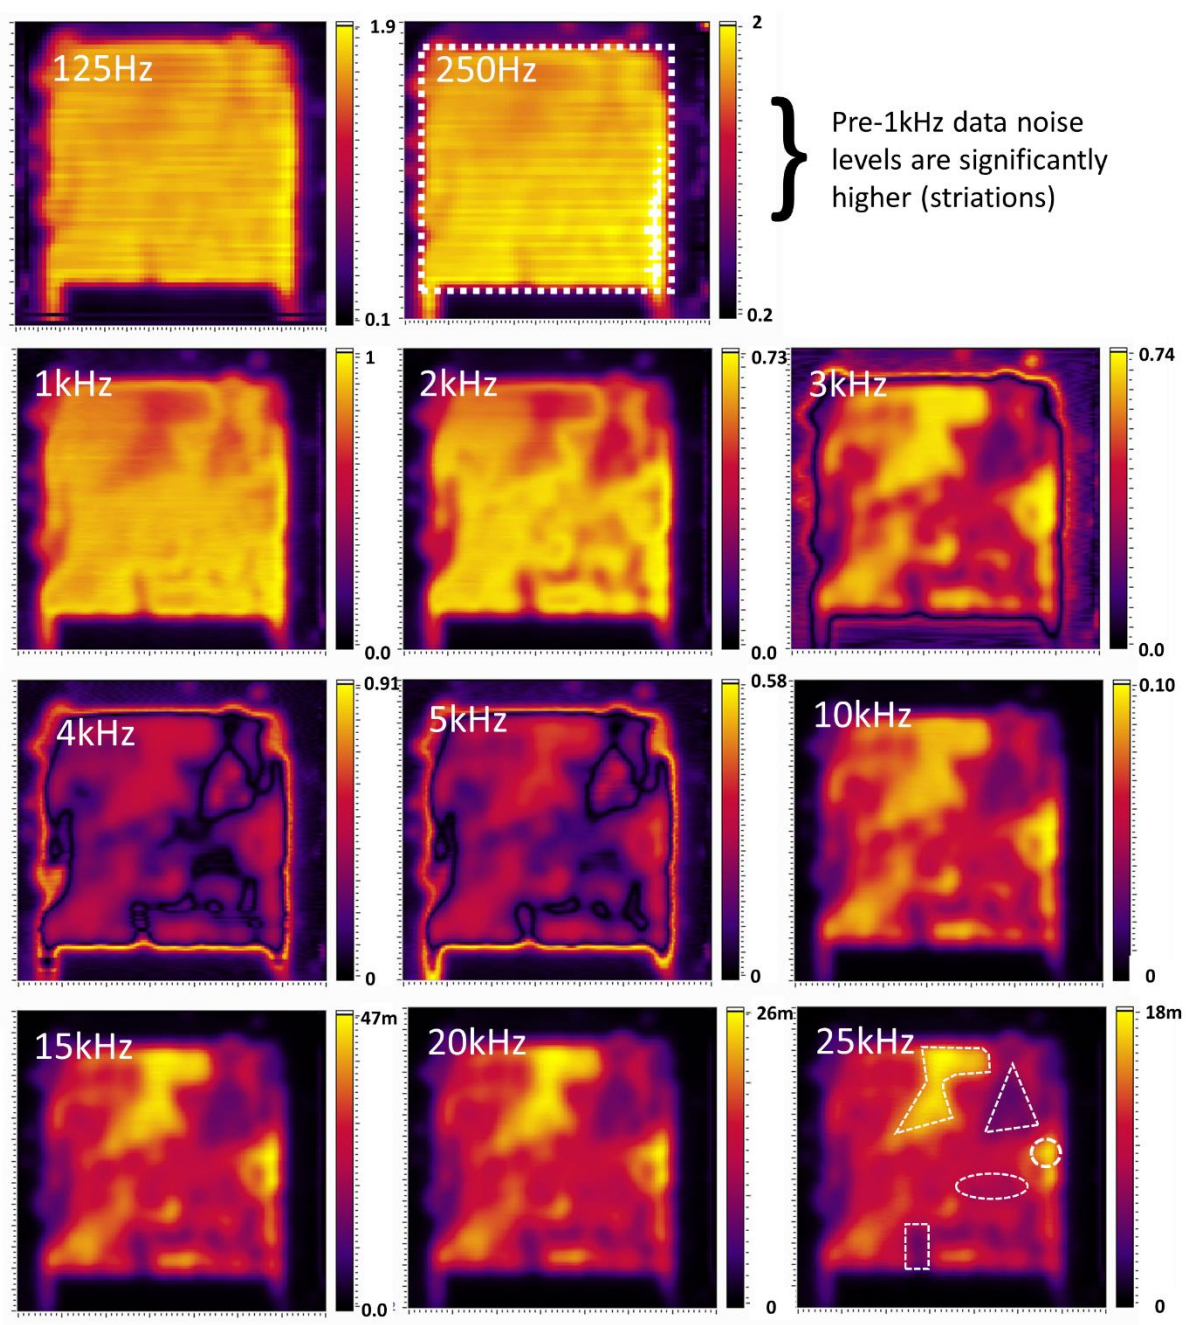 125Hz
1.9
0.1
250Hz
2
0.2
Pre-1kHz data noise
levels are significantly
higher (striations)
1kHz
1
0.0
2kHz
0.73
0.0
3kHz
0.74
0.0
4kHz
0.91
0
5kHz
0.58
0
10kHz
0.10
0
15kHz
47m
0.0
20kHz
26m
0
25kHz
18m
0